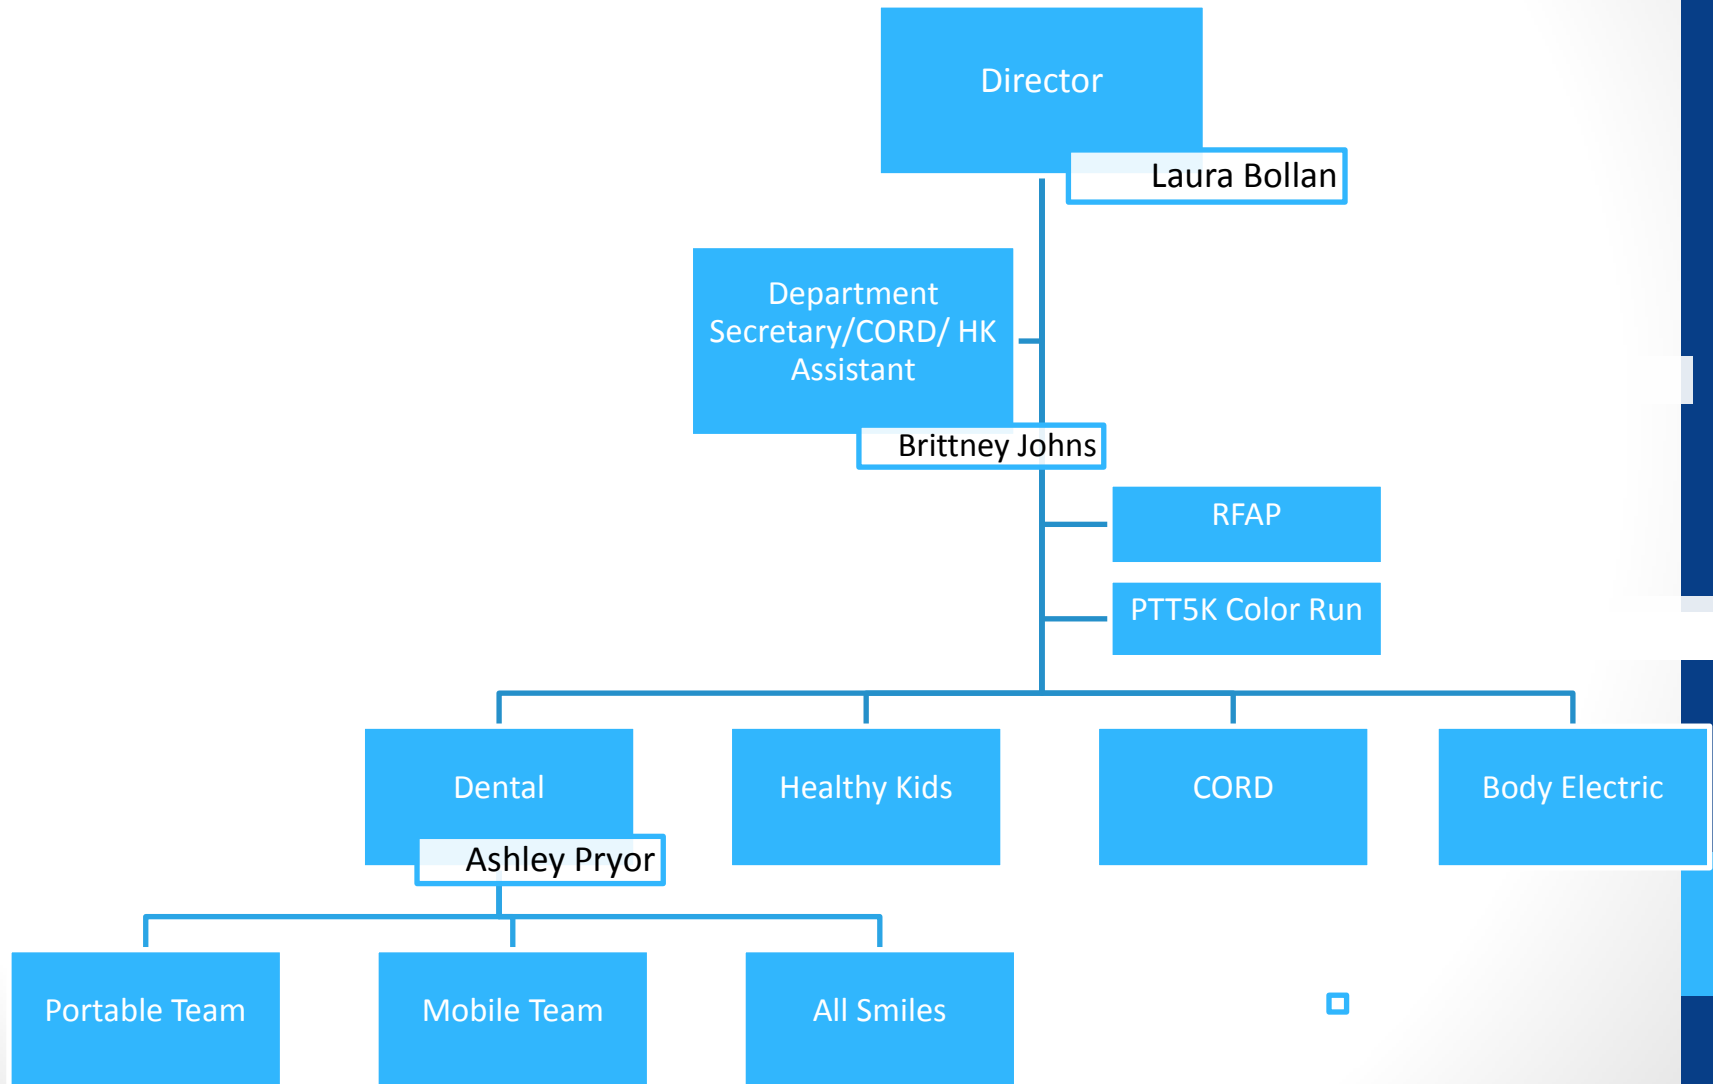 Director
Laura Bollan
Department
Secretary/CORD/ HK
Assistant
Brittney Johns
RFAP
PTT5K Color Run
Dental
Ashley Pryor
Healthy Kids
CORD
Body Electric
Portable Team
Mobile Team
All Smiles